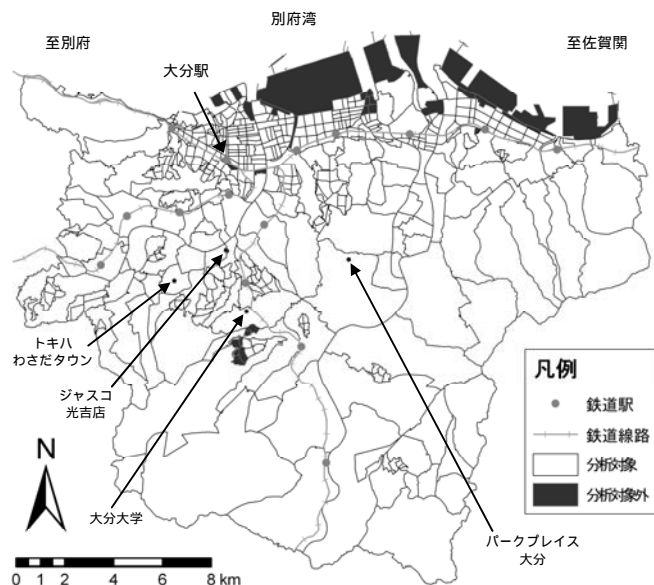 別府湾
至別府
至佐賀関
大分駅
トキハ
わさだタウン
ジャスコ
光吉店
大分大学
パークプレイス
大分
凡例
鉄道駅
鉄道線路
分析対象
分析対象外
N
0 1 2 4 6 8 km